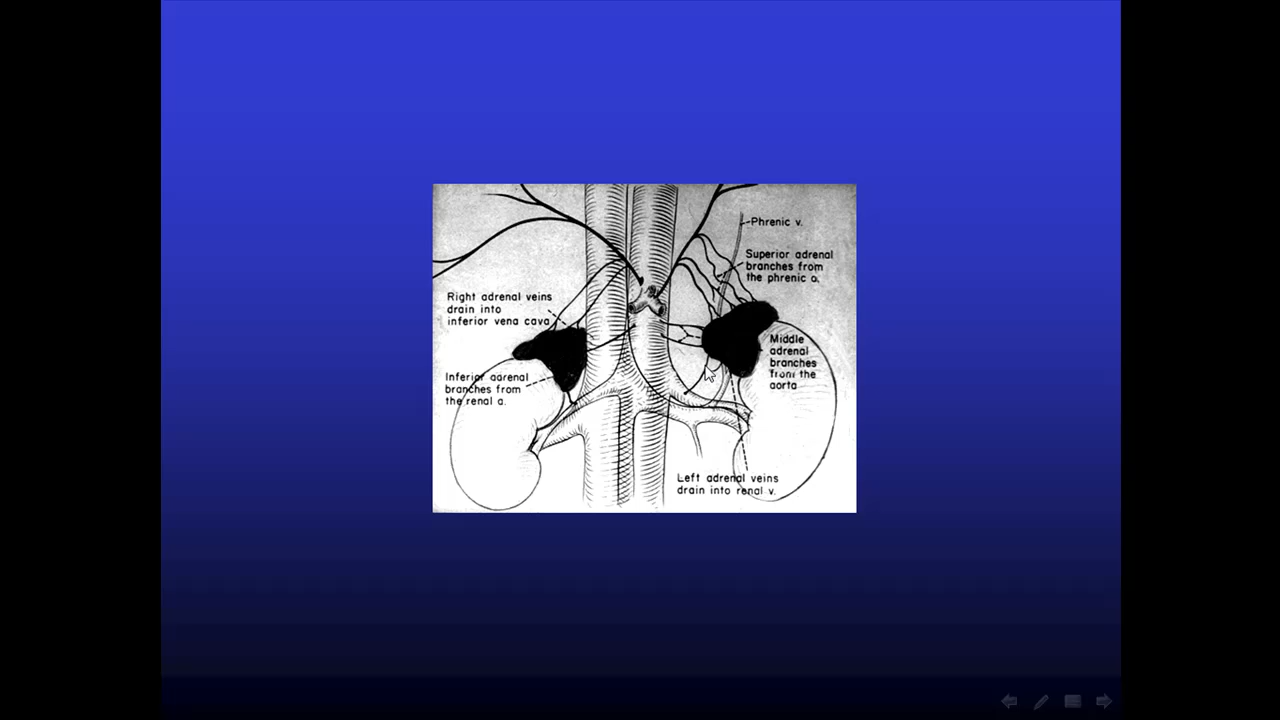 Phrenic v.
Superior adrenal
branches from
the phrenic a.
Right adrenal veins
drain into
inferior vena cava
Middle
adrenal
branches
from the
aorta
Inferior adrenal
branches from
the renal a.
Left adrenal veins
drain into renal v.